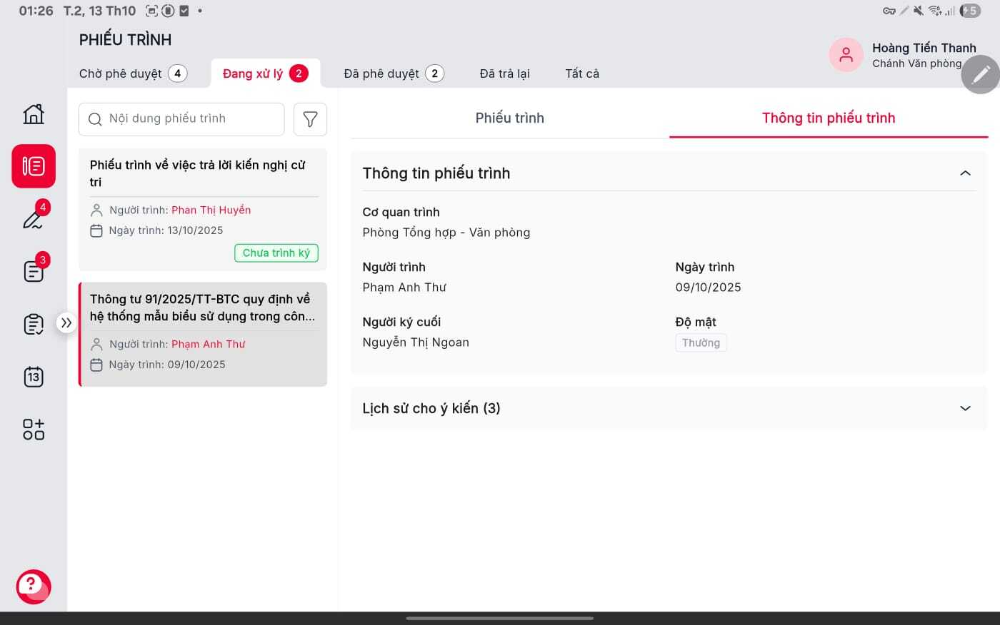 01:26 T.2, 13 Th10
5
PHIẾU TRÌNH
Hoàng Tiến Thanh
Chánh Văn phòng
Chờ phê duyệt 4
Đang xử lý 2
Đã phê duyệt 2
Đã trả lại
Tất cả
Nội dung phiếu trình
Phiếu trình về việc trả lời kiến nghị cử
tri
Người trình: Phan Thị Huyền
Ngày trình: 13/10/2025
Chưa trình ký
Thông tư 91/2025/TT-BTC quy định về
hệ thống mẫu biểu sử dụng trong côn...
Người trình: Phạm Anh Thư
Ngày trình: 09/10/2025
4
3
13
?
Phiếu trình
Thông tin phiếu trình
Thông tin phiếu trình
Cơ quan trình
Phòng Tổng hợp - Văn phòng
Người trình
Phạm Anh Thư
Ngày trình
09/10/2025
Người ký cuối
Nguyễn Thị Ngoan
Độ mật
Thường
Lịch sử cho ý kiến (3)